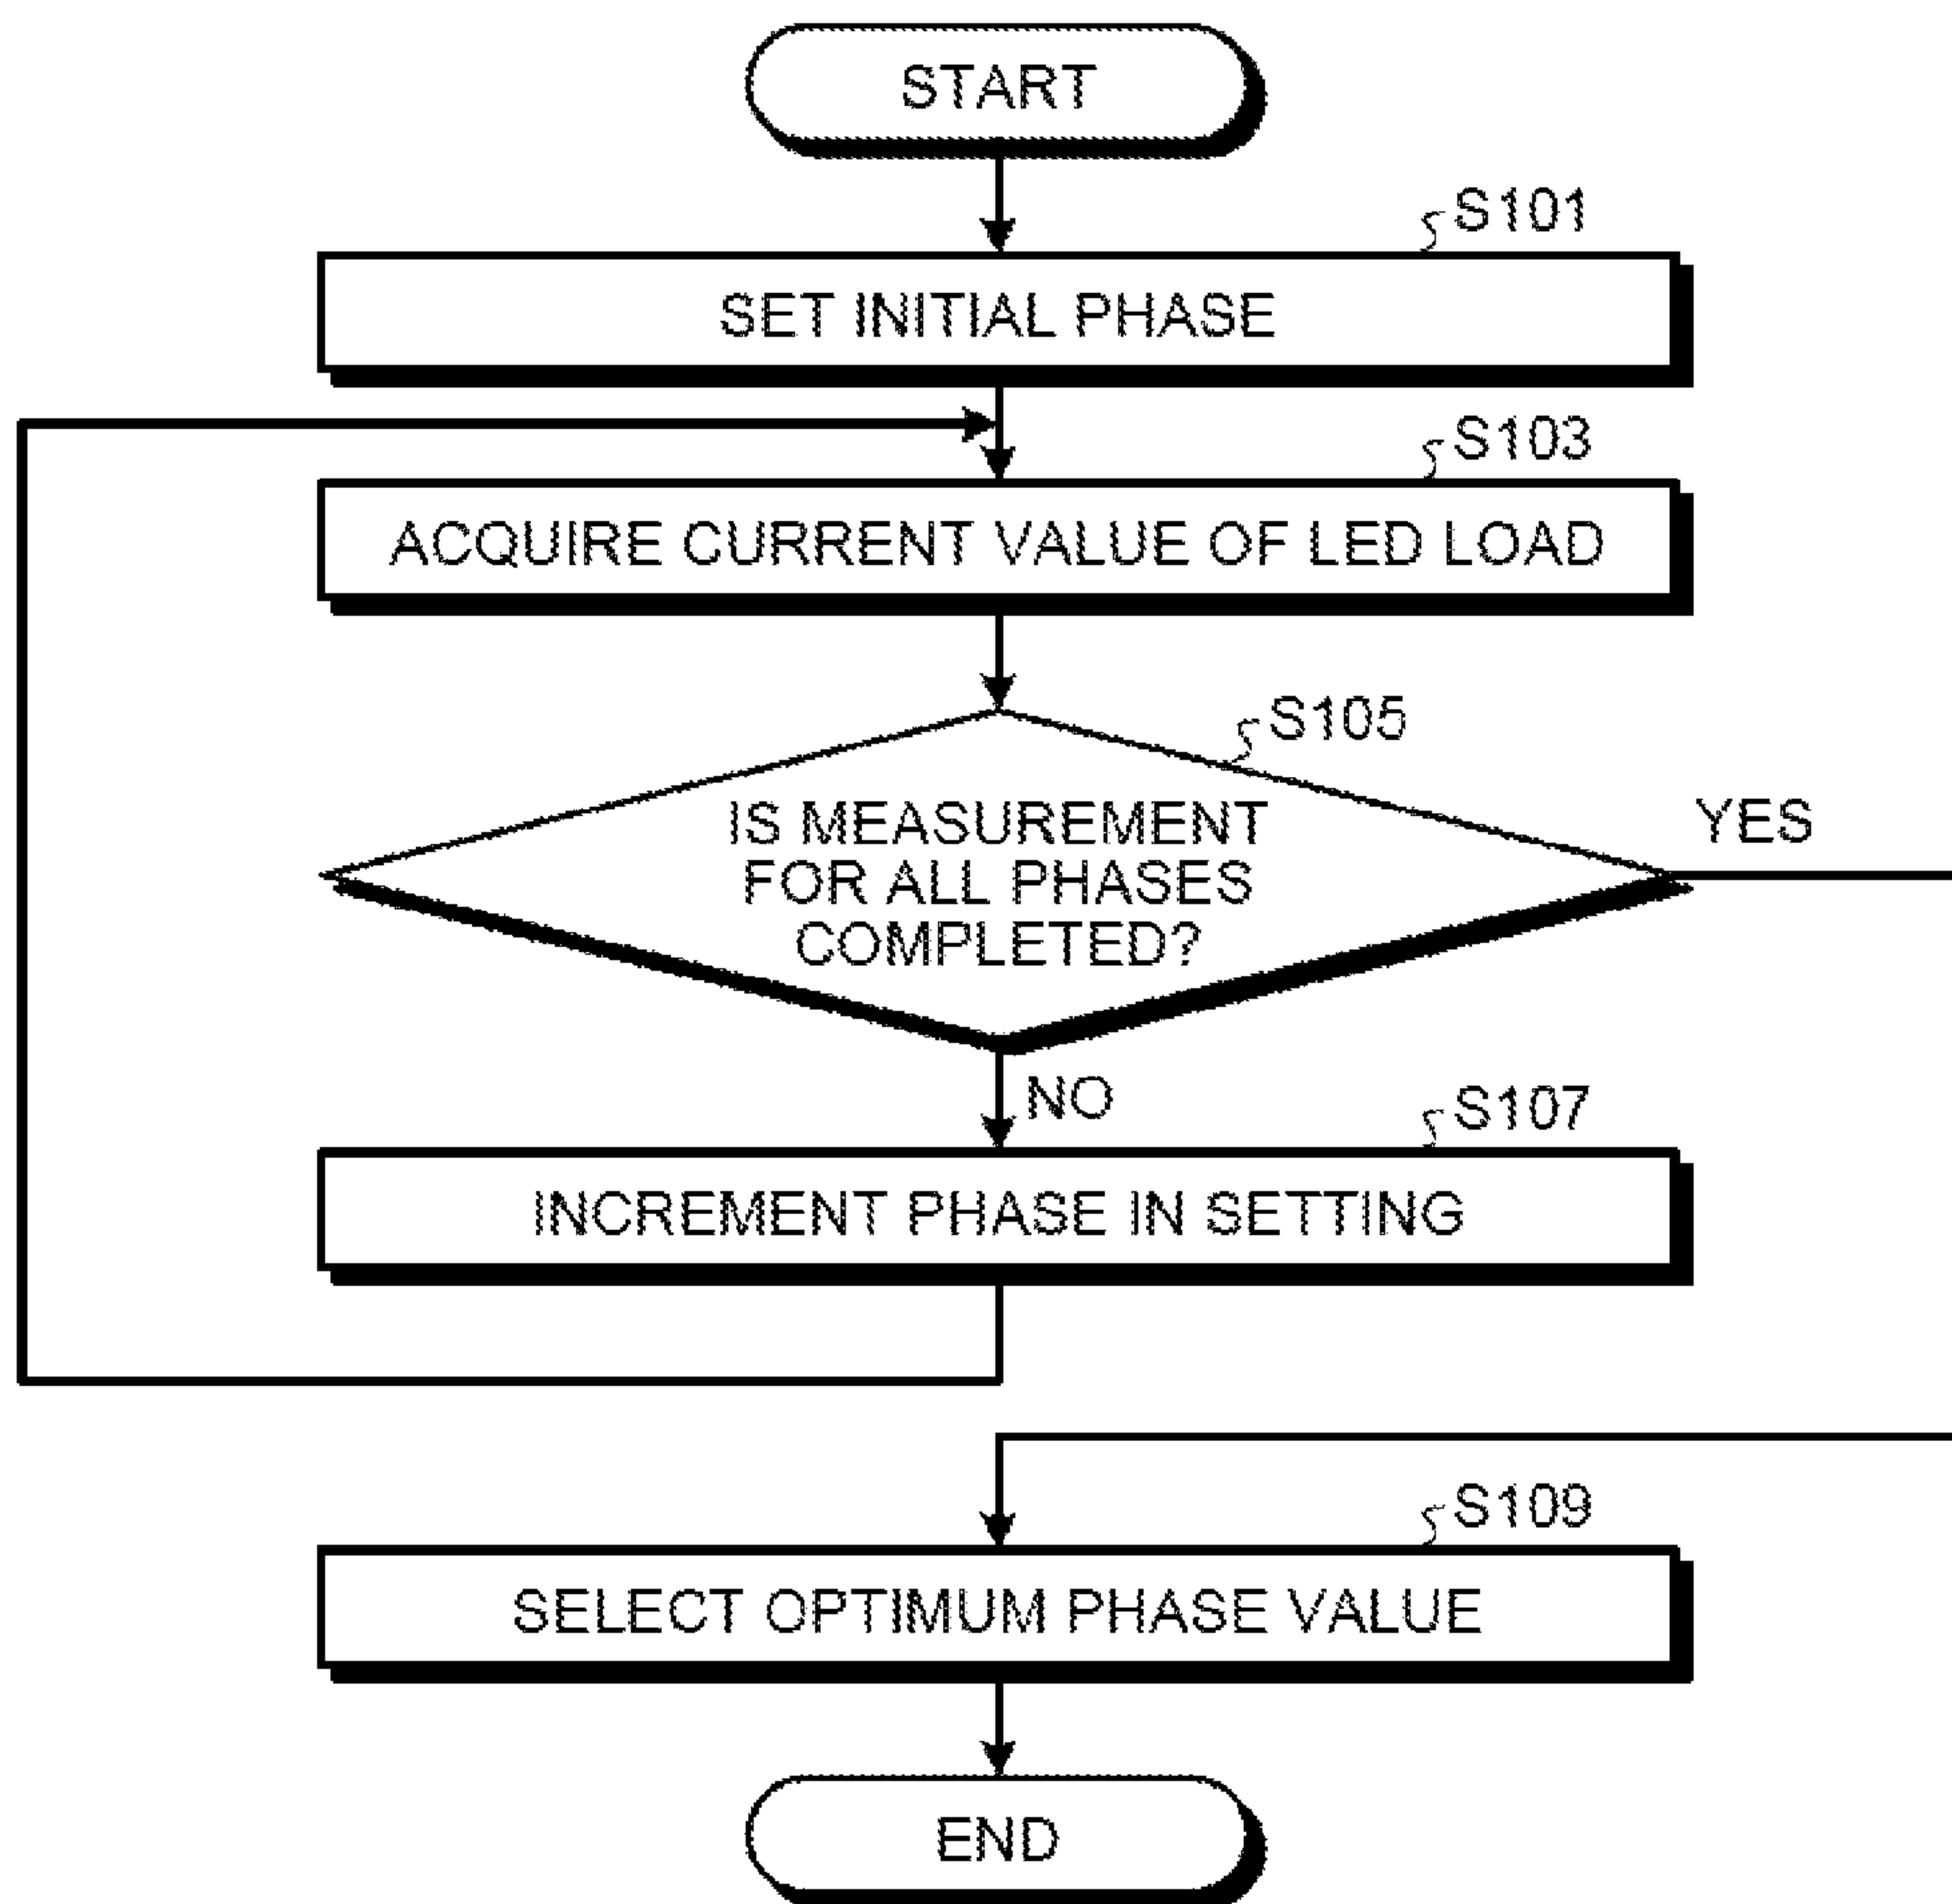 START
S101
SET INITIAL PHASE
S103
ACQUIRE CURRENT VALUE OF LED LOAD
S105
IS MEASUREMENT
FOR ALL PHASES
COMPLETED?
YES
NO
S107
INCREMENT PHASE IN SETTING
S109
SELECT OPTIMUM PHASE VALUE
END